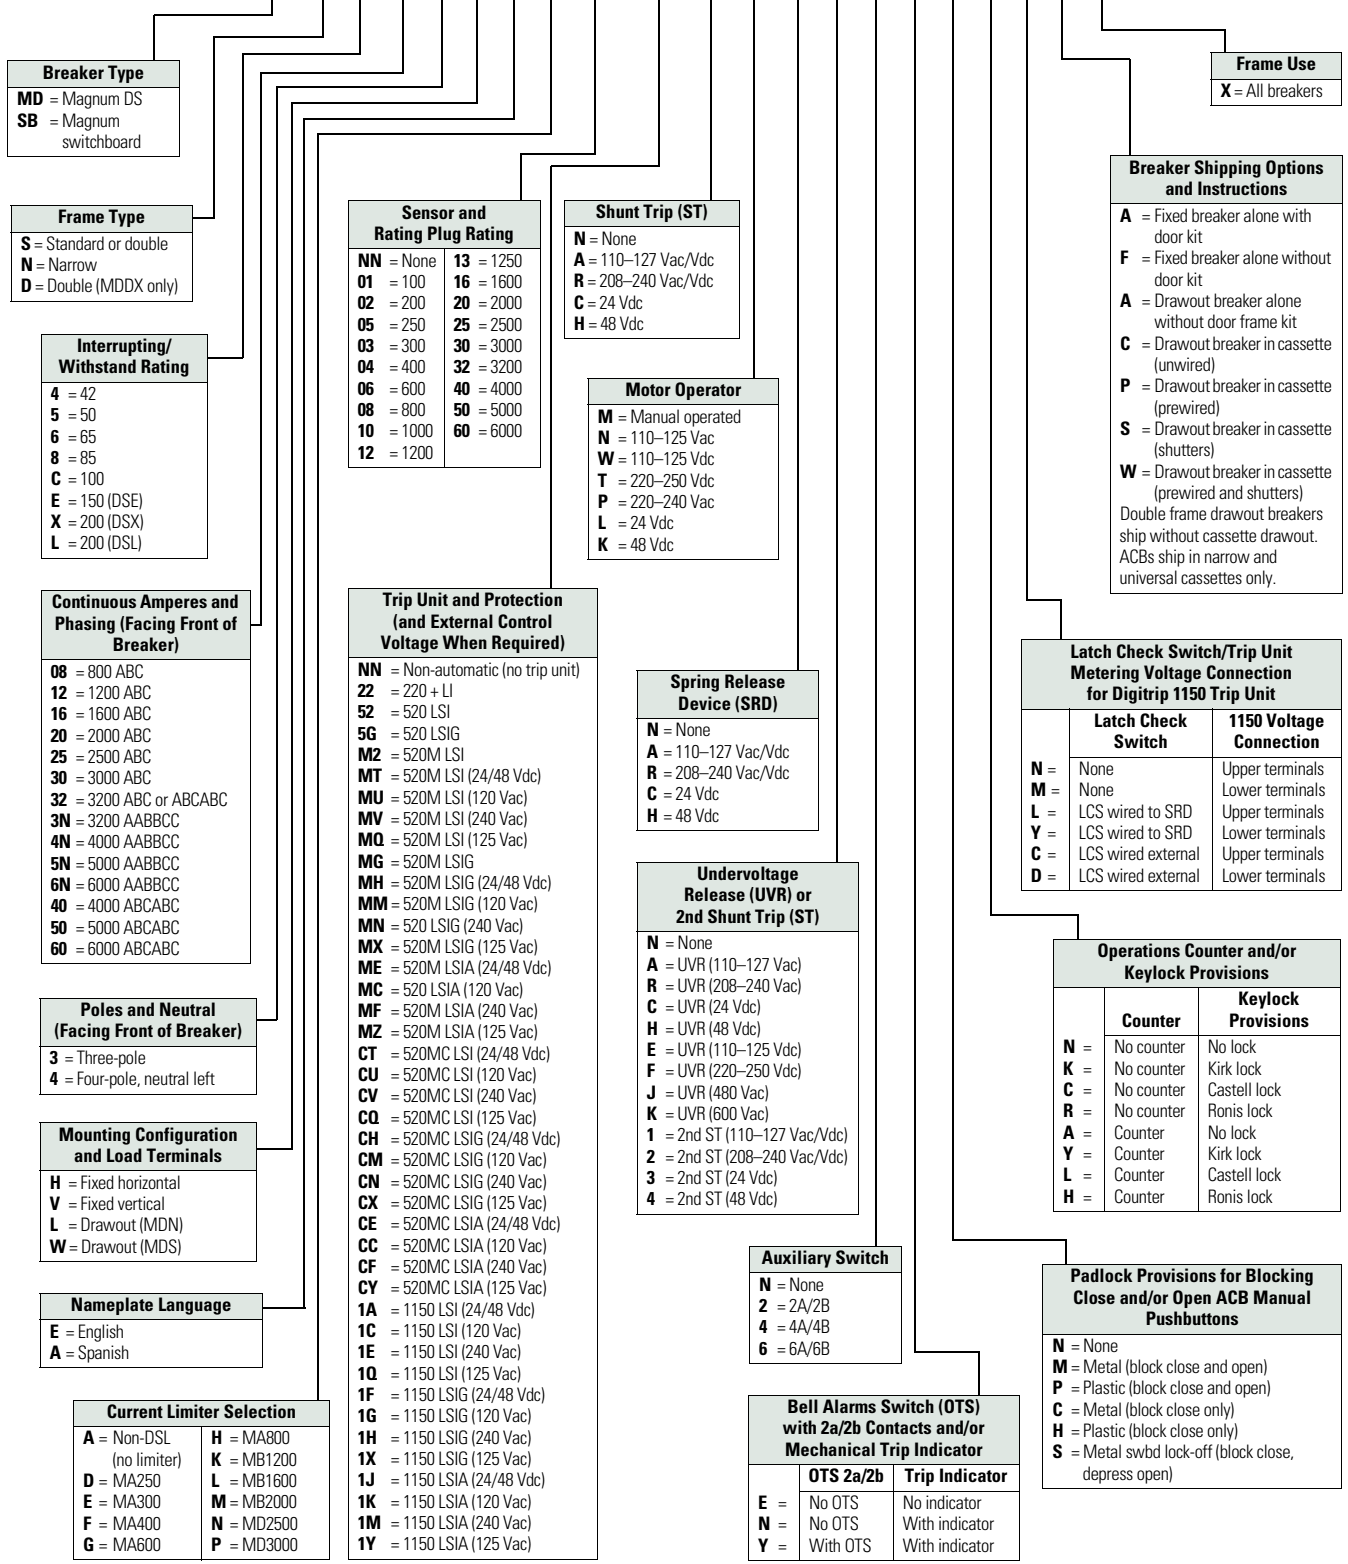 Breaker Type
MD = Magnum DS
SB = Magnum
switchboard
Frame Type
S = Standard or double
N = Narrow
D = Double (MDDX only)
Interrupting/
Withstand Rating
4 = 42
5 = 50
6 = 65
8 = 85
C = 100
E = 150 (DSE)
X = 200 (DSX)
L = 200 (DSL)
Continuous Amperes and
Phasing (Facing Front of
Breaker)
08 = 800 ABC
12 = 1200 ABC
16 = 1600 ABC
20 = 2000 ABC
25 = 2500 ABC
30 = 3000 ABC
32 = 3200 ABC or ABCABC
3N = 3200 AABBCC
4N = 4000 AABBCC
5N = 5000 AABBCC
6N = 6000 AABBCC
40 = 4000 ABCABC
50 = 5000 ABCABC
60 = 6000 ABCABC
Poles and Neutral
(Facing Front of Breaker)
3 = Three-pole
4 = Four-pole, neutral left
Mounting Configuration
and Load Terminals
H = Fixed horizontal
V = Fixed vertical
L = Drawout (MDN)
W = Drawout (MDS)
Nameplate Language
E = English
A = Spanish
Current Limiter Selection
A = Non-DSL
(no limiter)
D = MA250
E = MA300
F = MA400
G = MA600
H = MA800
K = MB1200
L = MB1600
M = MB2000
N = MD2500
P = MD3000
Sensor and
Rating Plug Rating
NN = None
01 = 100
02 = 200
05 = 250
03 = 300
04 = 400
06 = 600
08 = 800
10 = 1000
12 = 1200
13 = 1250
16 = 1600
20 = 2000
25 = 2500
30 = 3000
32 = 3200
40 = 4000
50 = 5000
60 = 6000
Trip Unit and Protection
(and External Control
Voltage When Required)
NN = Non-automatic (no trip unit)
22 = 220 + LI
52 = 520 LSI
5G = 520 LSIG
M2 = 520M LSI
MT = 520M LSI (24/48 Vdc)
MU = 520M LSI (120 Vac)
MV = 520M LSI (240 Vac)
MQ = 520M LSI (125 Vac)
MG = 520M LSIG
MH = 520M LSIG (24/48 Vdc)
MM = 520M LSIG (120 Vac)
MN = 520 LSIG (240 Vac)
MX = 520M LSIG (125 Vac)
ME = 520M LSIA (24/48 Vdc)
MC = 520 LSIA (120 Vac)
MF = 520M LSIA (240 Vac)
MZ = 520M LSIA (125 Vac)
CT = 520MC LSI (24/48 Vdc)
CU = 520MC LSI (120 Vac)
CV = 520MC LSI (240 Vac)
CQ = 520MC LSI (125 Vac)
CH = 520MC LSIG (24/48 Vdc)
CM = 520MC LSIG (120 Vac)
CN = 520MC LSIG (240 Vac)
CX = 520MC LSIG (125 Vac)
CE = 520MC LSIA (24/48 Vdc)
CC = 520MC LSIA (120 Vac)
CF = 520MC LSIA (240 Vac)
CY = 520MC LSIA (125 Vac)
1A = 1150 LSI (24/48 Vdc)
1C = 1150 LSI (120 Vac)
1E = 1150 LSI (240 Vac)
1Q = 1150 LSI (125 Vac)
1F = 1150 LSIG (24/48 Vdc)
1G = 1150 LSIG (120 Vac)
1H = 1150 LSIG (240 Vac)
1X = 1150 LSIG (125 Vac)
1J = 1150 LSIA (24/48 Vdc)
1K = 1150 LSIA (120 Vac)
1M = 1150 LSIA (240 Vac)
1Y = 1150 LSIA (125 Vac)
Shunt Trip (ST)
N = None
A = 110–127 Vac/Vdc
R = 208–240 Vac/Vdc
C = 24 Vdc
H = 48 Vdc
Motor Operator
M = Manual operated
N = 110–125 Vac
W = 110–125 Vdc
T = 220–250 Vdc
P = 220–240 Vac
L = 24 Vdc
K = 48 Vdc
Spring Release
Device (SRD)
N = None
A = 110–127 Vac/Vdc
R = 208–240 Vac/Vdc
C = 24 Vdc
H = 48 Vdc
Undervoltage
Release (UVR) or
2nd Shunt Trip (ST)
N = None
A = UVR (110–127 Vac)
R = UVR (208–240 Vac)
C = UVR (24 Vdc)
H = UVR (48 Vdc)
E = UVR (110–125 Vdc)
F = UVR (220–250 Vdc)
J = UVR (480 Vac)
K = UVR (600 Vac)
1 = 2nd ST (110–127 Vac/Vdc)
2 = 2nd ST (208–240 Vac/Vdc)
3 = 2nd ST (24 Vdc)
4 = 2nd ST (48 Vdc)
Auxiliary Switch
N = None
2 = 2A/2B
4 = 4A/4B
6 = 6A/6B
Bell Alarms Switch (OTS)
with 2a/2b Contacts and/or
Mechanical Trip Indicator
OTS 2a/2b Trip Indicator
E = No OTS No indicator
N = No OTS With indicator
Y = With OTS With indicator
Frame Use
X = All breakers
Breaker Shipping Options
and Instructions
A = Fixed breaker alone with
door kit
F = Fixed breaker alone without
door kit
A = Drawout breaker alone
without door frame kit
C = Drawout breaker in cassette
(unwired)
P = Drawout breaker in cassette
(prewired)
S = Drawout breaker in cassette
(shutters)
W = Drawout breaker in cassette
(prewired and shutters)
Double frame drawout breakers
ship without cassette drawout.
ACBs ship in narrow and
universal cassettes only.
Latch Check Switch/Trip Unit
Metering Voltage Connection
for Digitrip 1150 Trip Unit
Latch Check 1150 Voltage
Switch Connection
N = None Upper terminals
M = None Lower terminals
L = LCS wired to SRD Upper terminals
Y = LCS wired to SRD Lower terminals
C = LCS wired external Upper terminals
D = LCS wired external Lower terminals
Operations Counter and/or
Keylock Provisions
Keylock
Counter Provisions
N = No counter No lock
K = No counter Kirk lock
C = No counter Castell lock
R = No counter Ronis lock
A = Counter No lock
Y = Counter Kirk lock
L = Counter Castell lock
H = Counter Ronis lock
Padlock Provisions for Blocking
Close and/or Open ACB Manual
Pushbuttons
N = None
M = Metal (block close and open)
P = Plastic (block close and open)
C = Metal (block close only)
H = Plastic (block close only)
S = Metal swbd lock-off (block close,
depress open)